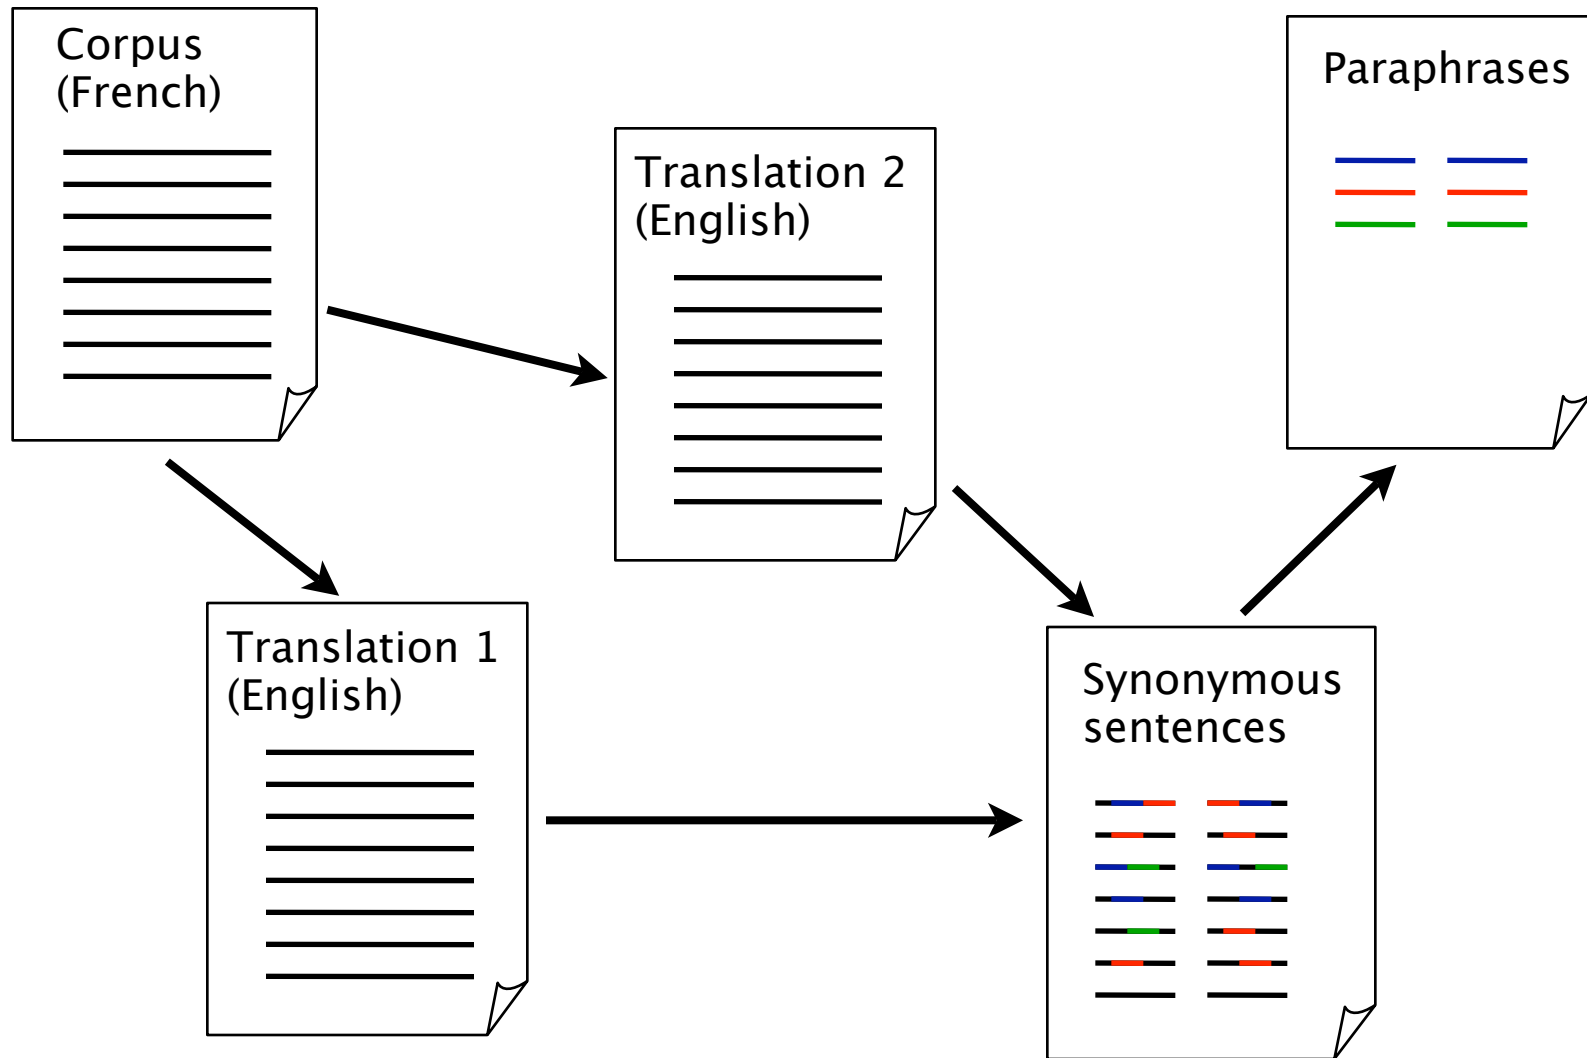 Corpus
(French)
Translation 2
(English)
Paraphrases
Translation 1
(English)
Synonymous
sentences